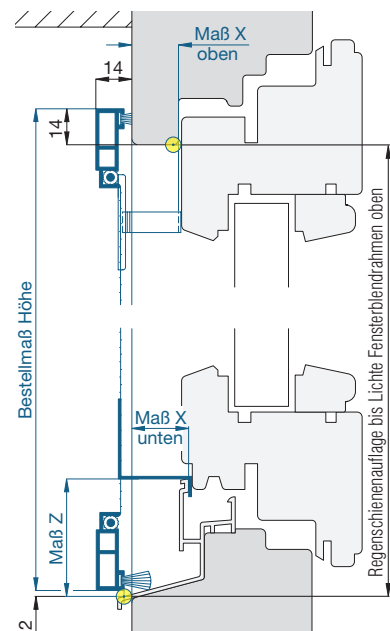 Maß X
oben
14
14
Bestellmaß Höhe
Regenschienenauflage bis Lichte Fensterblendrahmen oben
Maß X
unten
Maß Z
2